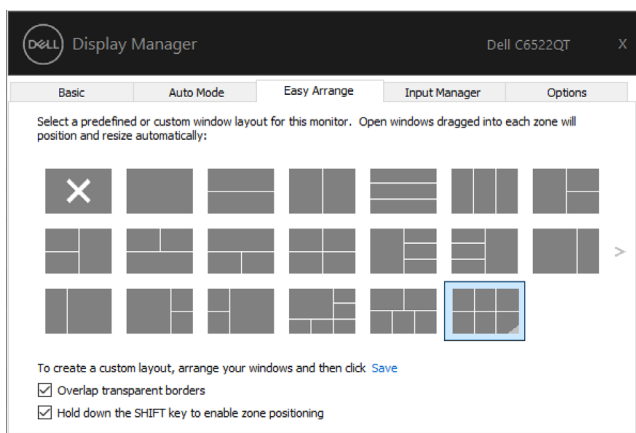 DELL Display Manager Dell C6522QT X
Basic Auto Mode Easy Arrange Input Manager Options
Select a predefined or custom window layout for this monitor. Open windows dragged into each zone will
position and resize automatically:
>
To create a custom layout, arrange your windows and then click Save
Overlap transparent borders
Hold down the SHIFT key to enable zone positioning